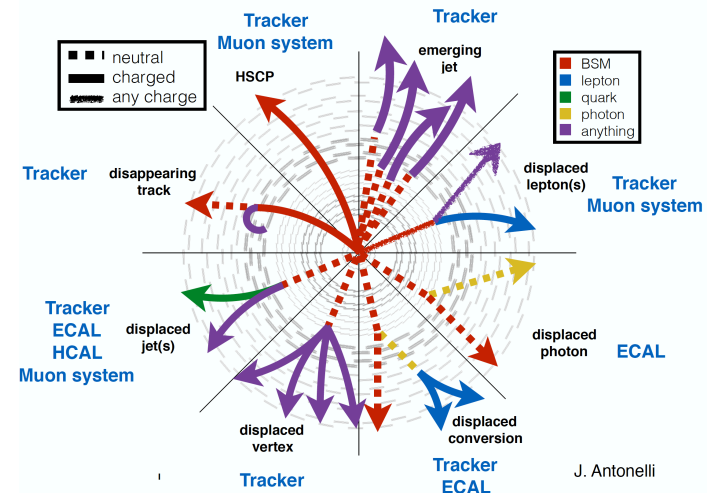 Tracker
Muon system
Tracker
neutral
charged
any charge
HSCP
emerging
jet
BSM
lepton
quark
photon
anything
Tracker
disappearing
track
displaced
lepton(s)
Tracker
Muon system
Tracker
ECAL
HCAL
Muon system
displaced
jet(s)
displaced
photon
ECAL
displaced
vertex
displaced
conversion
Tracker
Tracker
ECAL
J. Antonelli